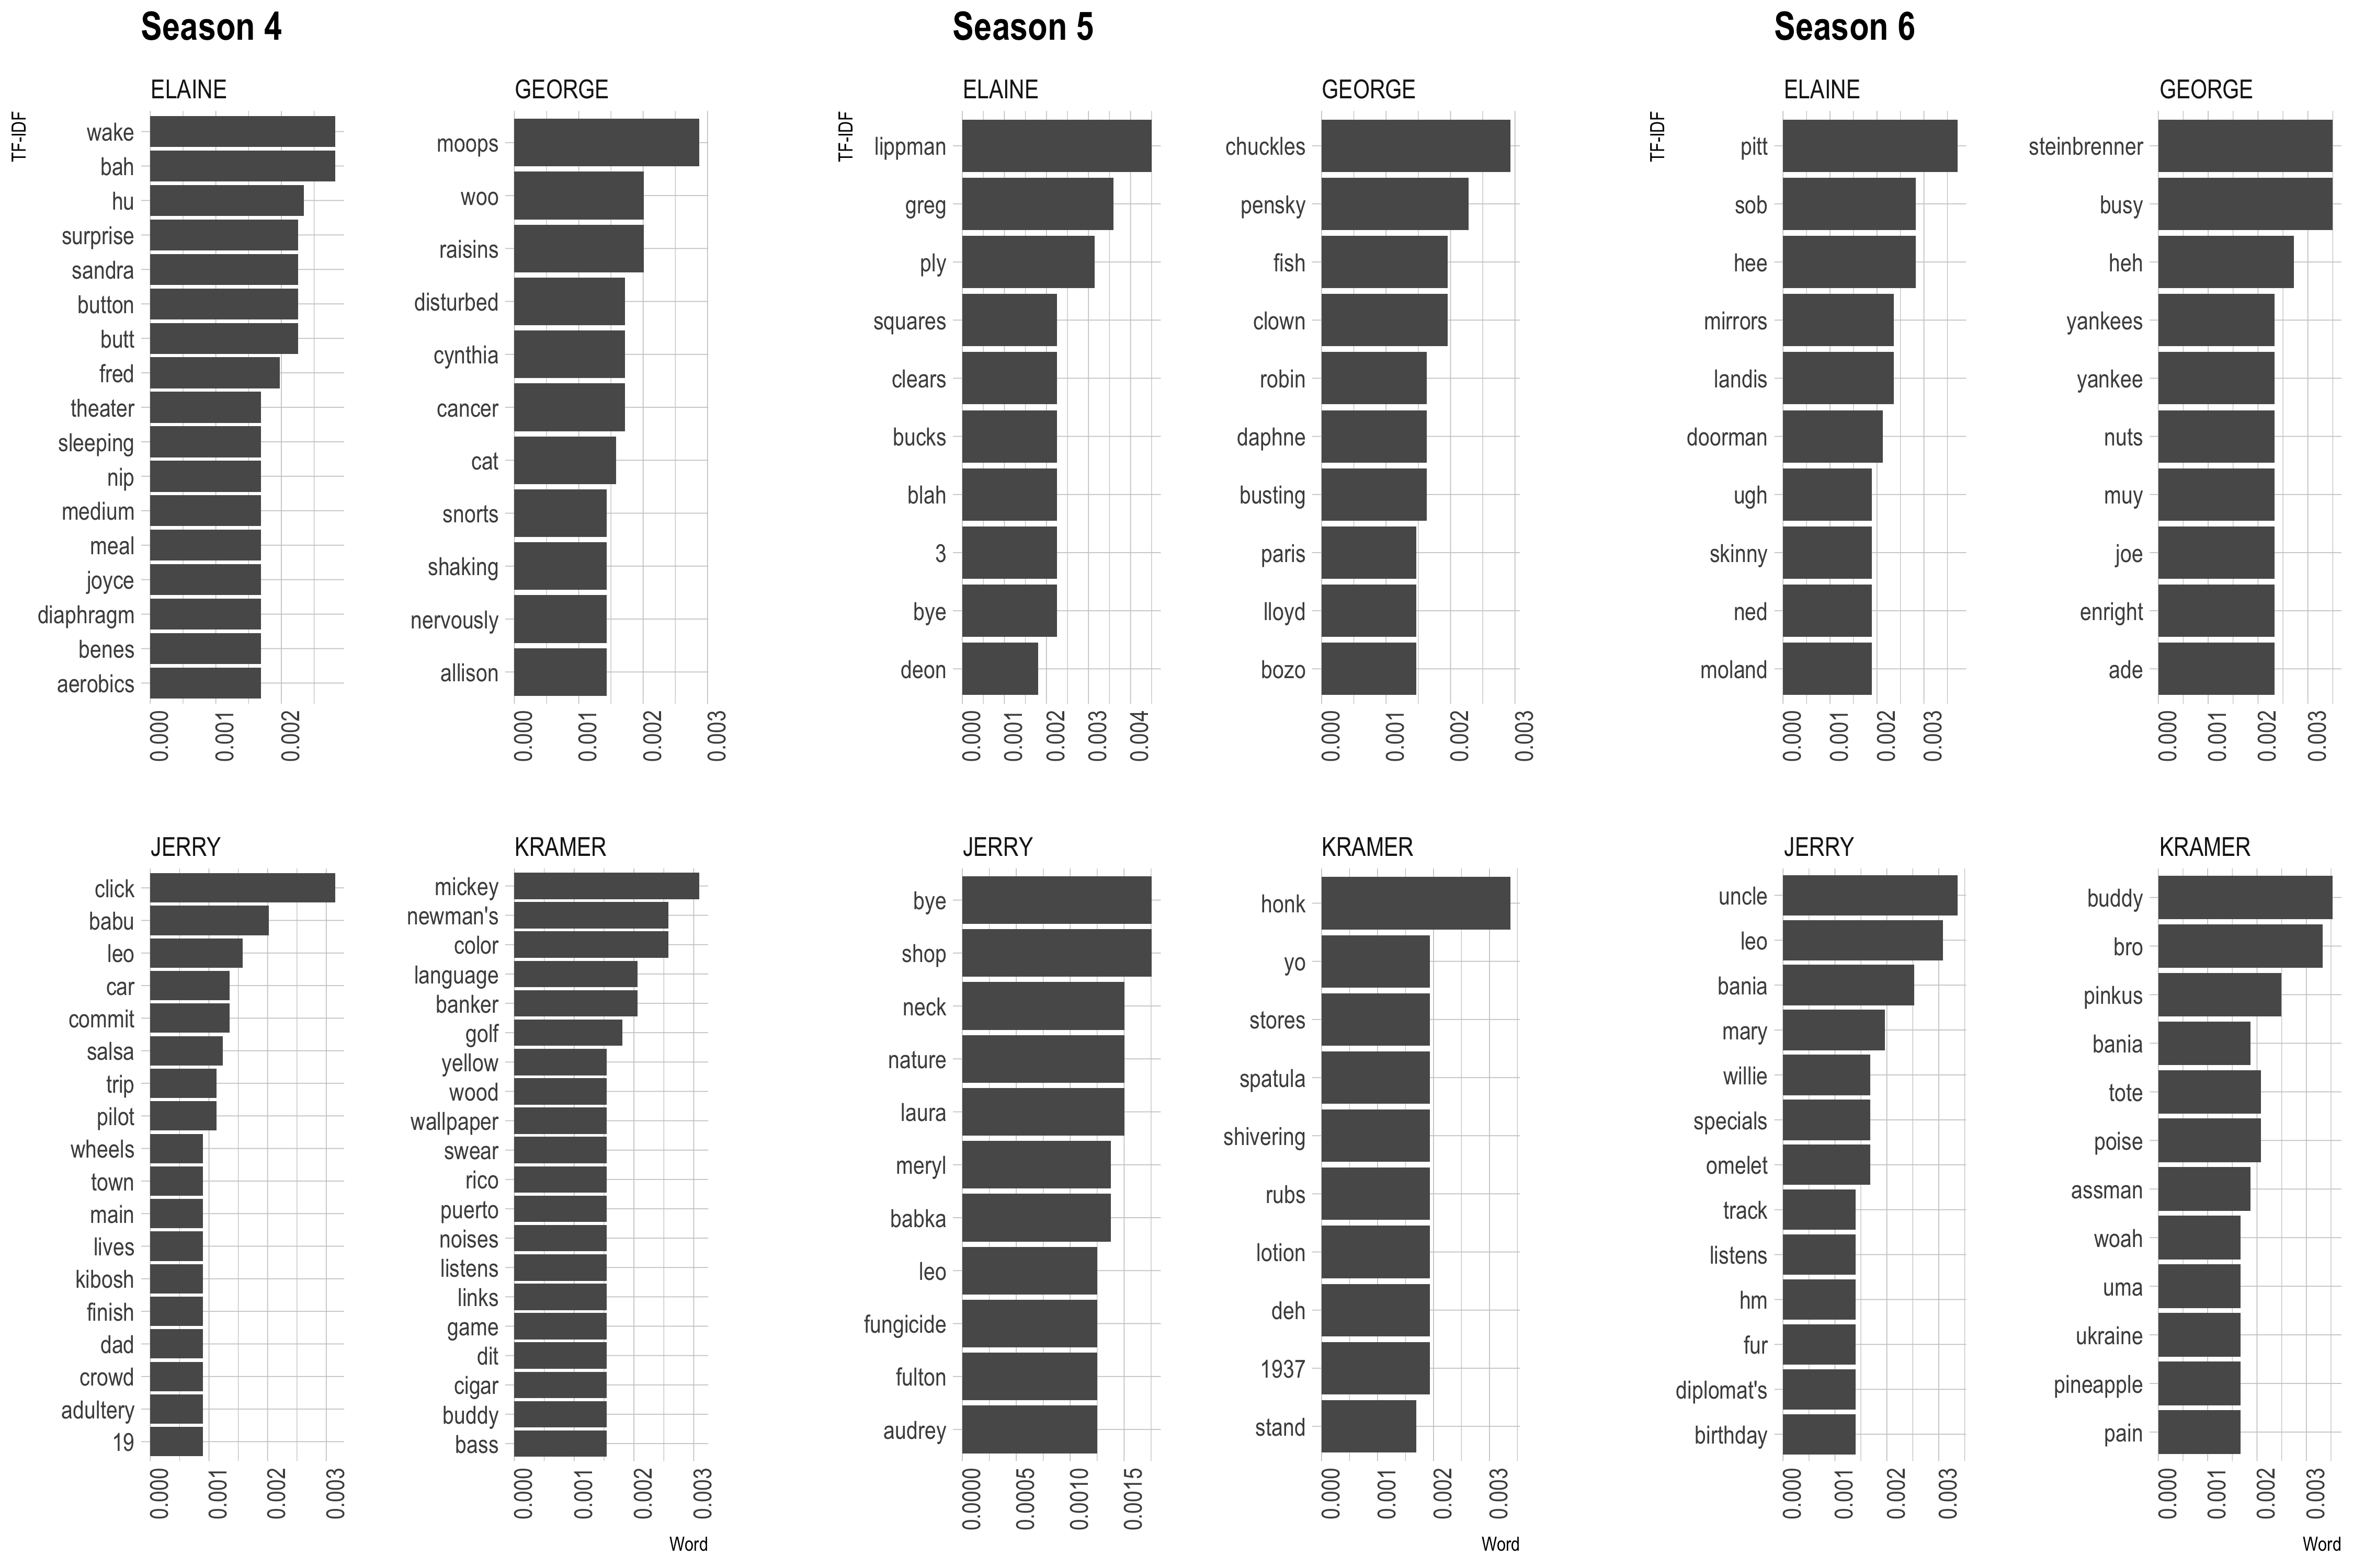 Season 4
TF-IDF
ELAINE
wake
bah
hu
surprise
sandra
button
butt
fred
theater
sleeping
nip
medium
meal
joyce
diaphragm
benes
aerobics
0.000
0.001
0.002
GEORGE
moops
woo
raisins
disturbed
cynthia
cancer
cat
snorts
shaking
nervously
allison
0.000
0.001
0.002
0.003
JERRY
click
babu
leo
car
commit
salsa
trip
pilot
wheels
town
main
lives
kibosh
finish
dad
crowd
adultery
19
0.000
0.001
0.002
0.003
KRAMER
mickey
newman's
color
language
banker
golf
yellow
wood
wallpaper
swear
rico
puerto
noises
listens
links
game
dit
cigar
buddy
bass
0.000
0.001
0.002
0.003
Word
Season 5
TF-IDF
ELAINE
lippman
greg
ply
squares
clears
bucks
blah
3
bye
deon
0.000
0.001
0.002
0.003
0.004
GEORGE
chuckles
pensky
fish
clown
robin
daphne
busting
paris
lloyd
bozo
0.000
0.001
0.002
0.003
JERRY
bye
shop
neck
nature
laura
meryl
babka
leo
fungicide
fulton
audrey
0.0000
0.0005
0.0010
0.0015
KRAMER
honk
yo
stores
spatula
shivering
rubs
lotion
deh
1937
stand
0.000
0.001
0.002
0.003
Word
Season 6
TF-IDF
ELAINE
pitt
sob
hee
mirrors
landis
doorman
ugh
skinny
ned
moland
0.000
0.001
0.002
0.003
GEORGE
steinbrenner
busy
heh
yankees
yankee
nuts
muy
joe
enright
ade
0.000
0.001
0.002
0.003
JERRY
uncle
leo
bania
mary
willie
specials
omelet
track
listens
hm
fur
diplomat's
birthday
0.000
0.001
0.002
0.003
KRAMER
buddy
bro
pinkus
bania
tote
poise
assman
woah
uma
ukraine
pineapple
pain
0.000
0.001
0.002
0.003
Word